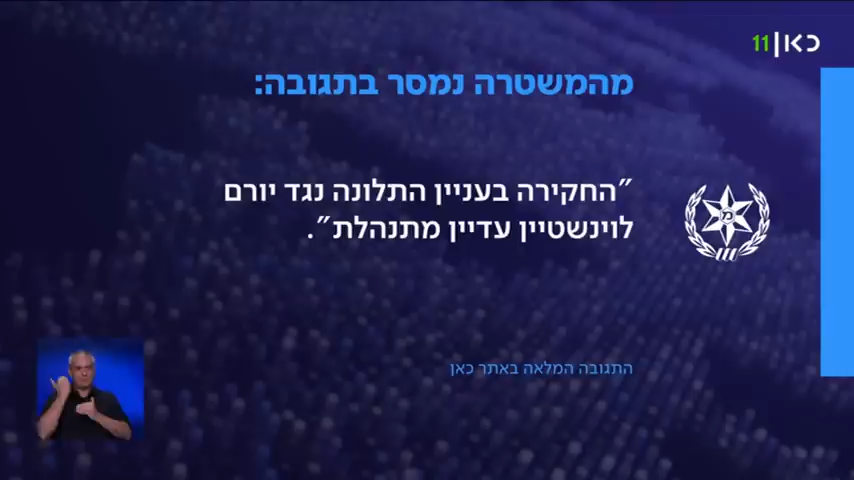 כאן|11
מהמשטרה נמסר בתגובה:
"החקירה בעניין התלונה נגד יורם
לוינשטיין עדיין מתנהלת".
התגובה המלאה באתר כאן